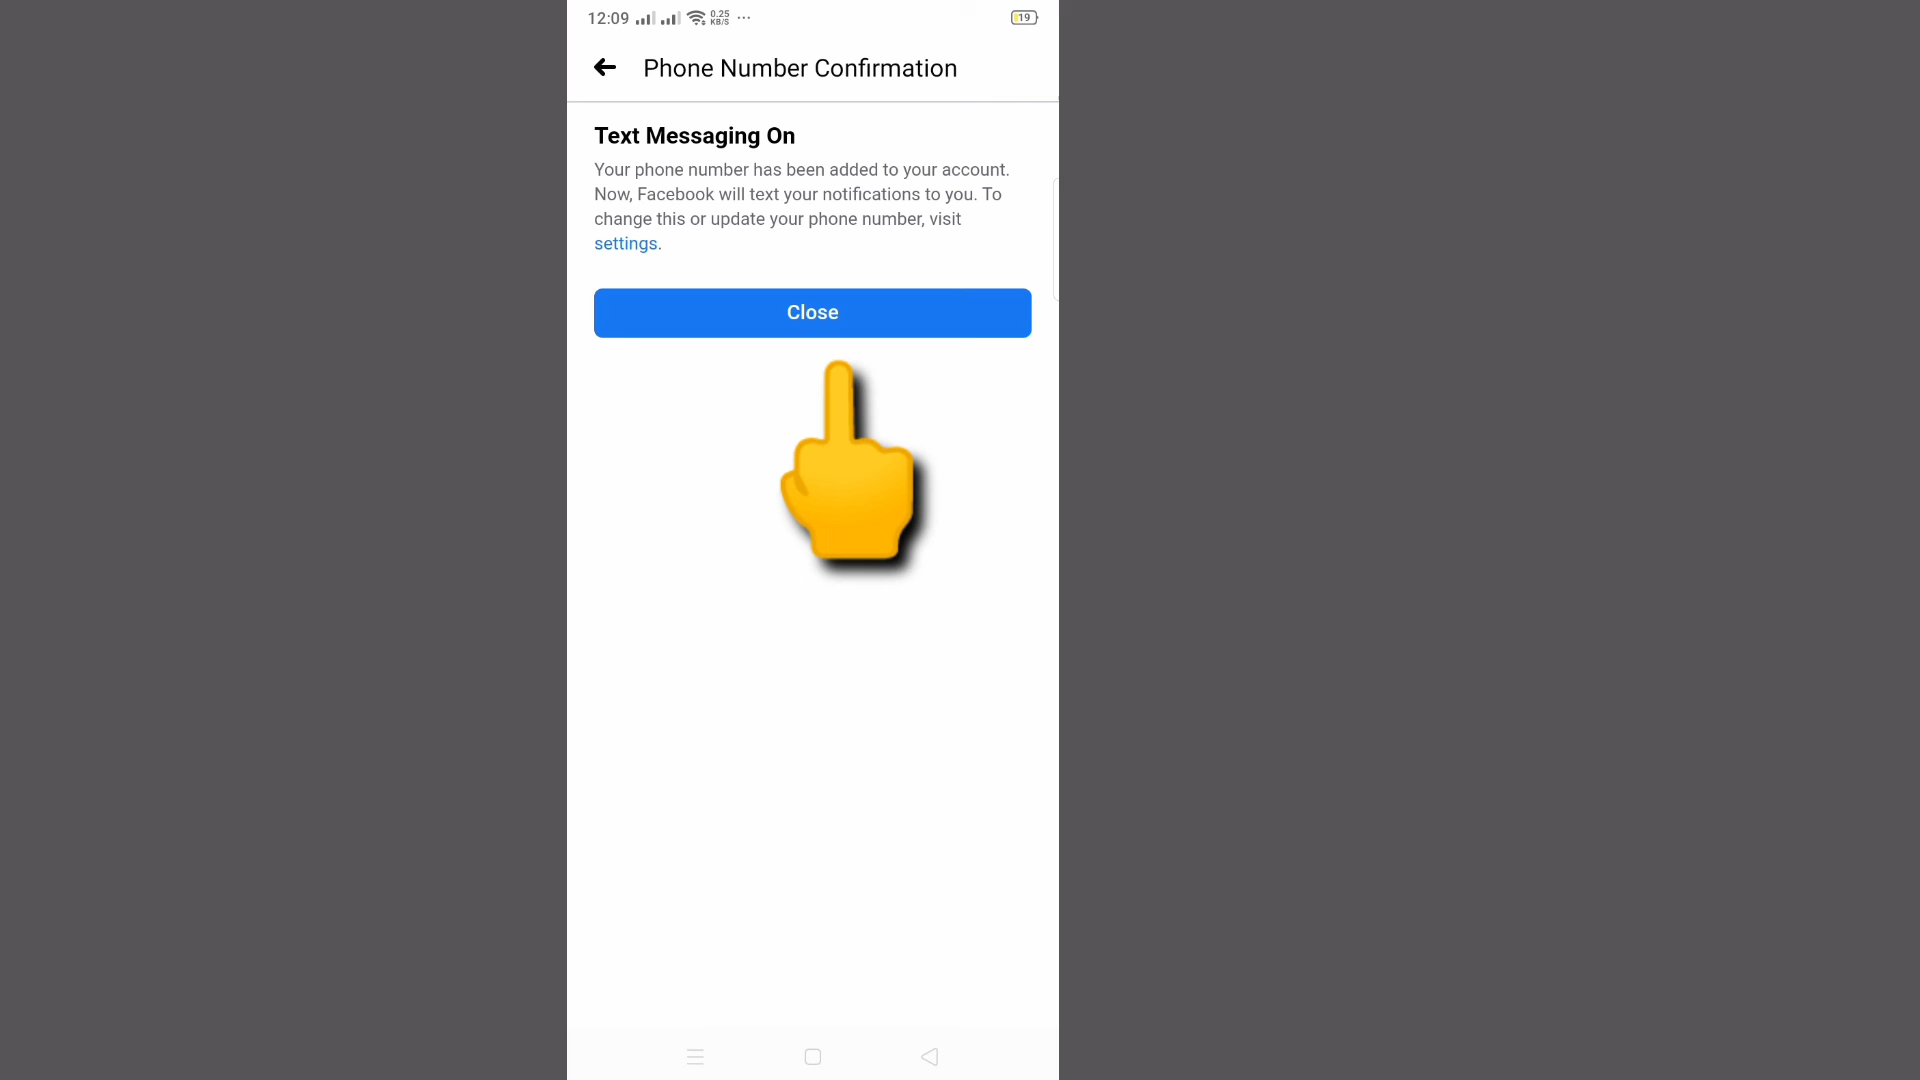 12:09 0.25 KB/S ... 19
Phone Number Confirmation
Text Messaging On
Your phone number has been added to your account.
Now, Facebook will text your notifications to you. To
change this or update your phone number, visit
settings.
Close